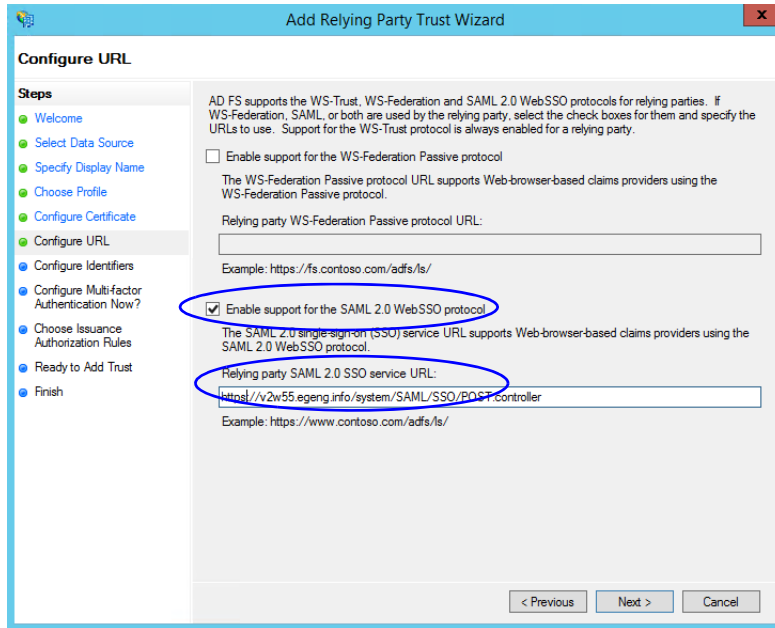 Add Relying Party Trust Wizard
x
Configure URL
Steps
Welcome
Select Data Source
Specify Display Name
Choose Profile
Configure Certificate
Configure URL
Configure Identifiers
Configure Multi-factor
Authentication Now?
Choose Issuance
Authorization Rules
Ready to Add Trust
Finish
AD FS supports the WS-Trust, WS-Federation and SAML 2.0 WebSSO protocols for relying parties. If
WS-Federation, SAML, or both are used by the relying party, select the check boxes for them and specify the
URLs to use. Support for the WS-Trust protocol is always enabled for a relying party.
Enable support for the WS-Federation Passive protocol
The WS-Federation Passive protocol URL supports Web-browser-based claims providers using the
WS-Federation Passive protocol.
Relying party WS-Federation Passive protocol URL:
Example: https://fs.contoso.com/adfs/ls/
Enable support for the SAML 2.0 WebSSO protocol
The SAML 2.0 single-sign-on (SSO) service URL supports Web-browser-based claims providers using the
SAML 2.0 WebSSO protocol.
Relying party SAML 2.0 SSO service URL:
https://v2w55.egeng.info/system/SAML/SSO/POST.controller
Example: https://www.contoso.com/adfs/ls/
< Previous
Next >
Cancel